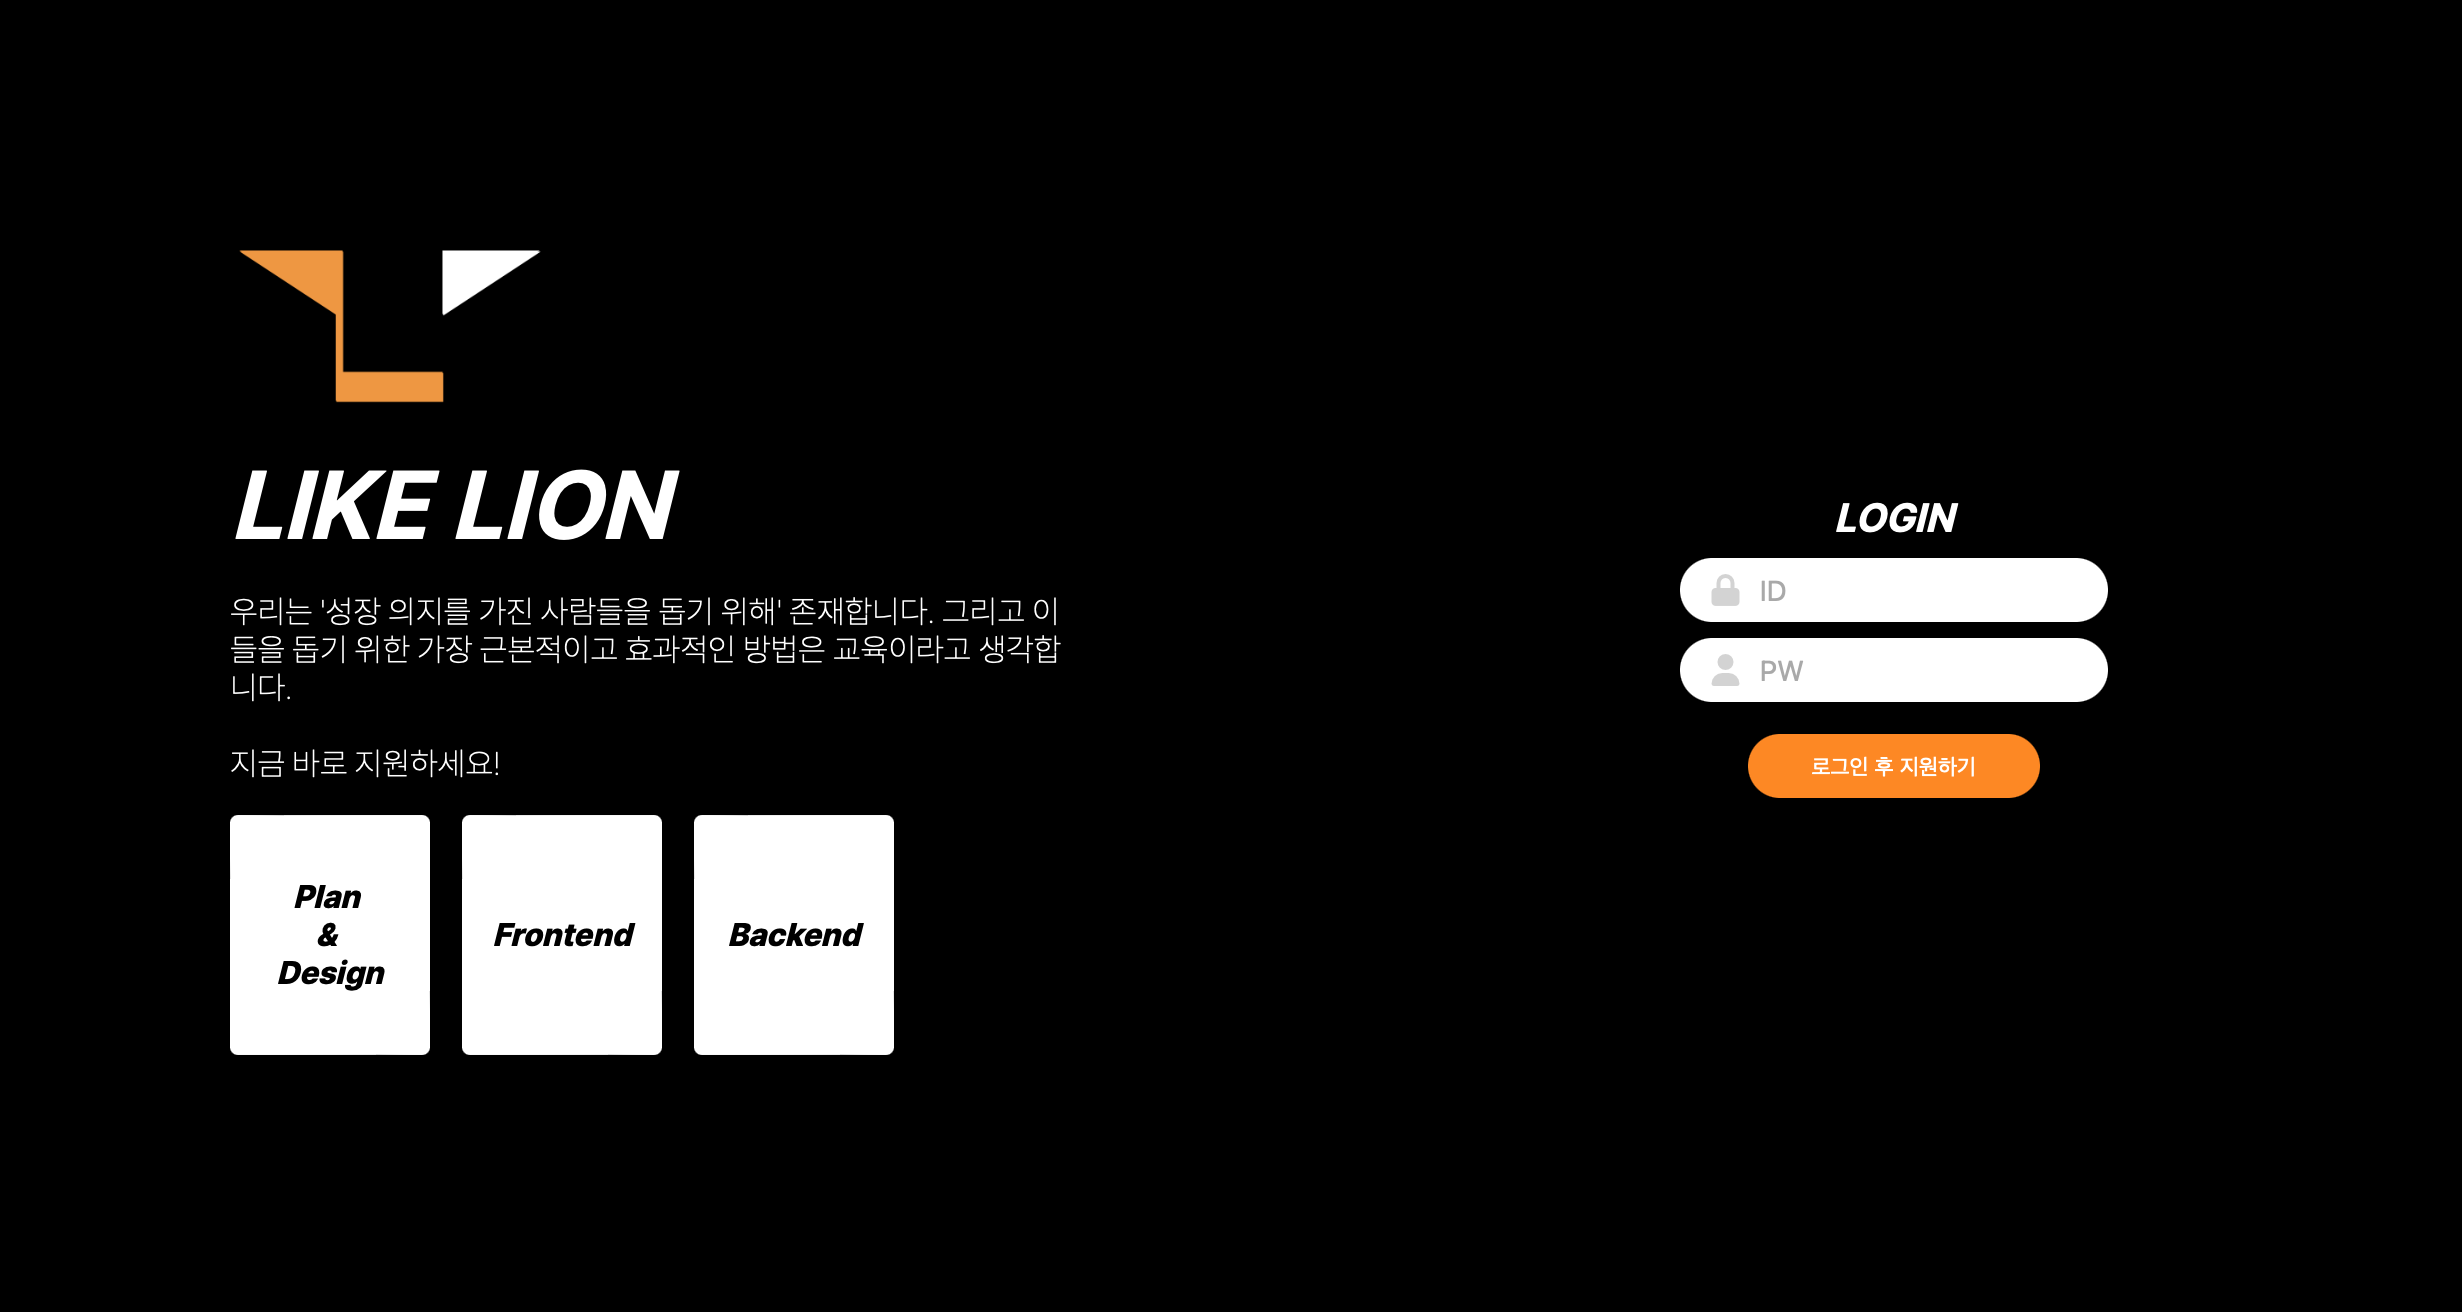 LIKE LION
우리는 '성장 의지를 가진 사람들을 돕기 위해' 존재합니다. 그리고 이
들을 돕기 위한 가장 근본적이고 효과적인 방법은 교육이라고 생각합
니다.
지금 바로 지원하세요!
Plan
&
Design
Frontend
Backend
LOGIN
ID
PW
로그인 후 지원하기